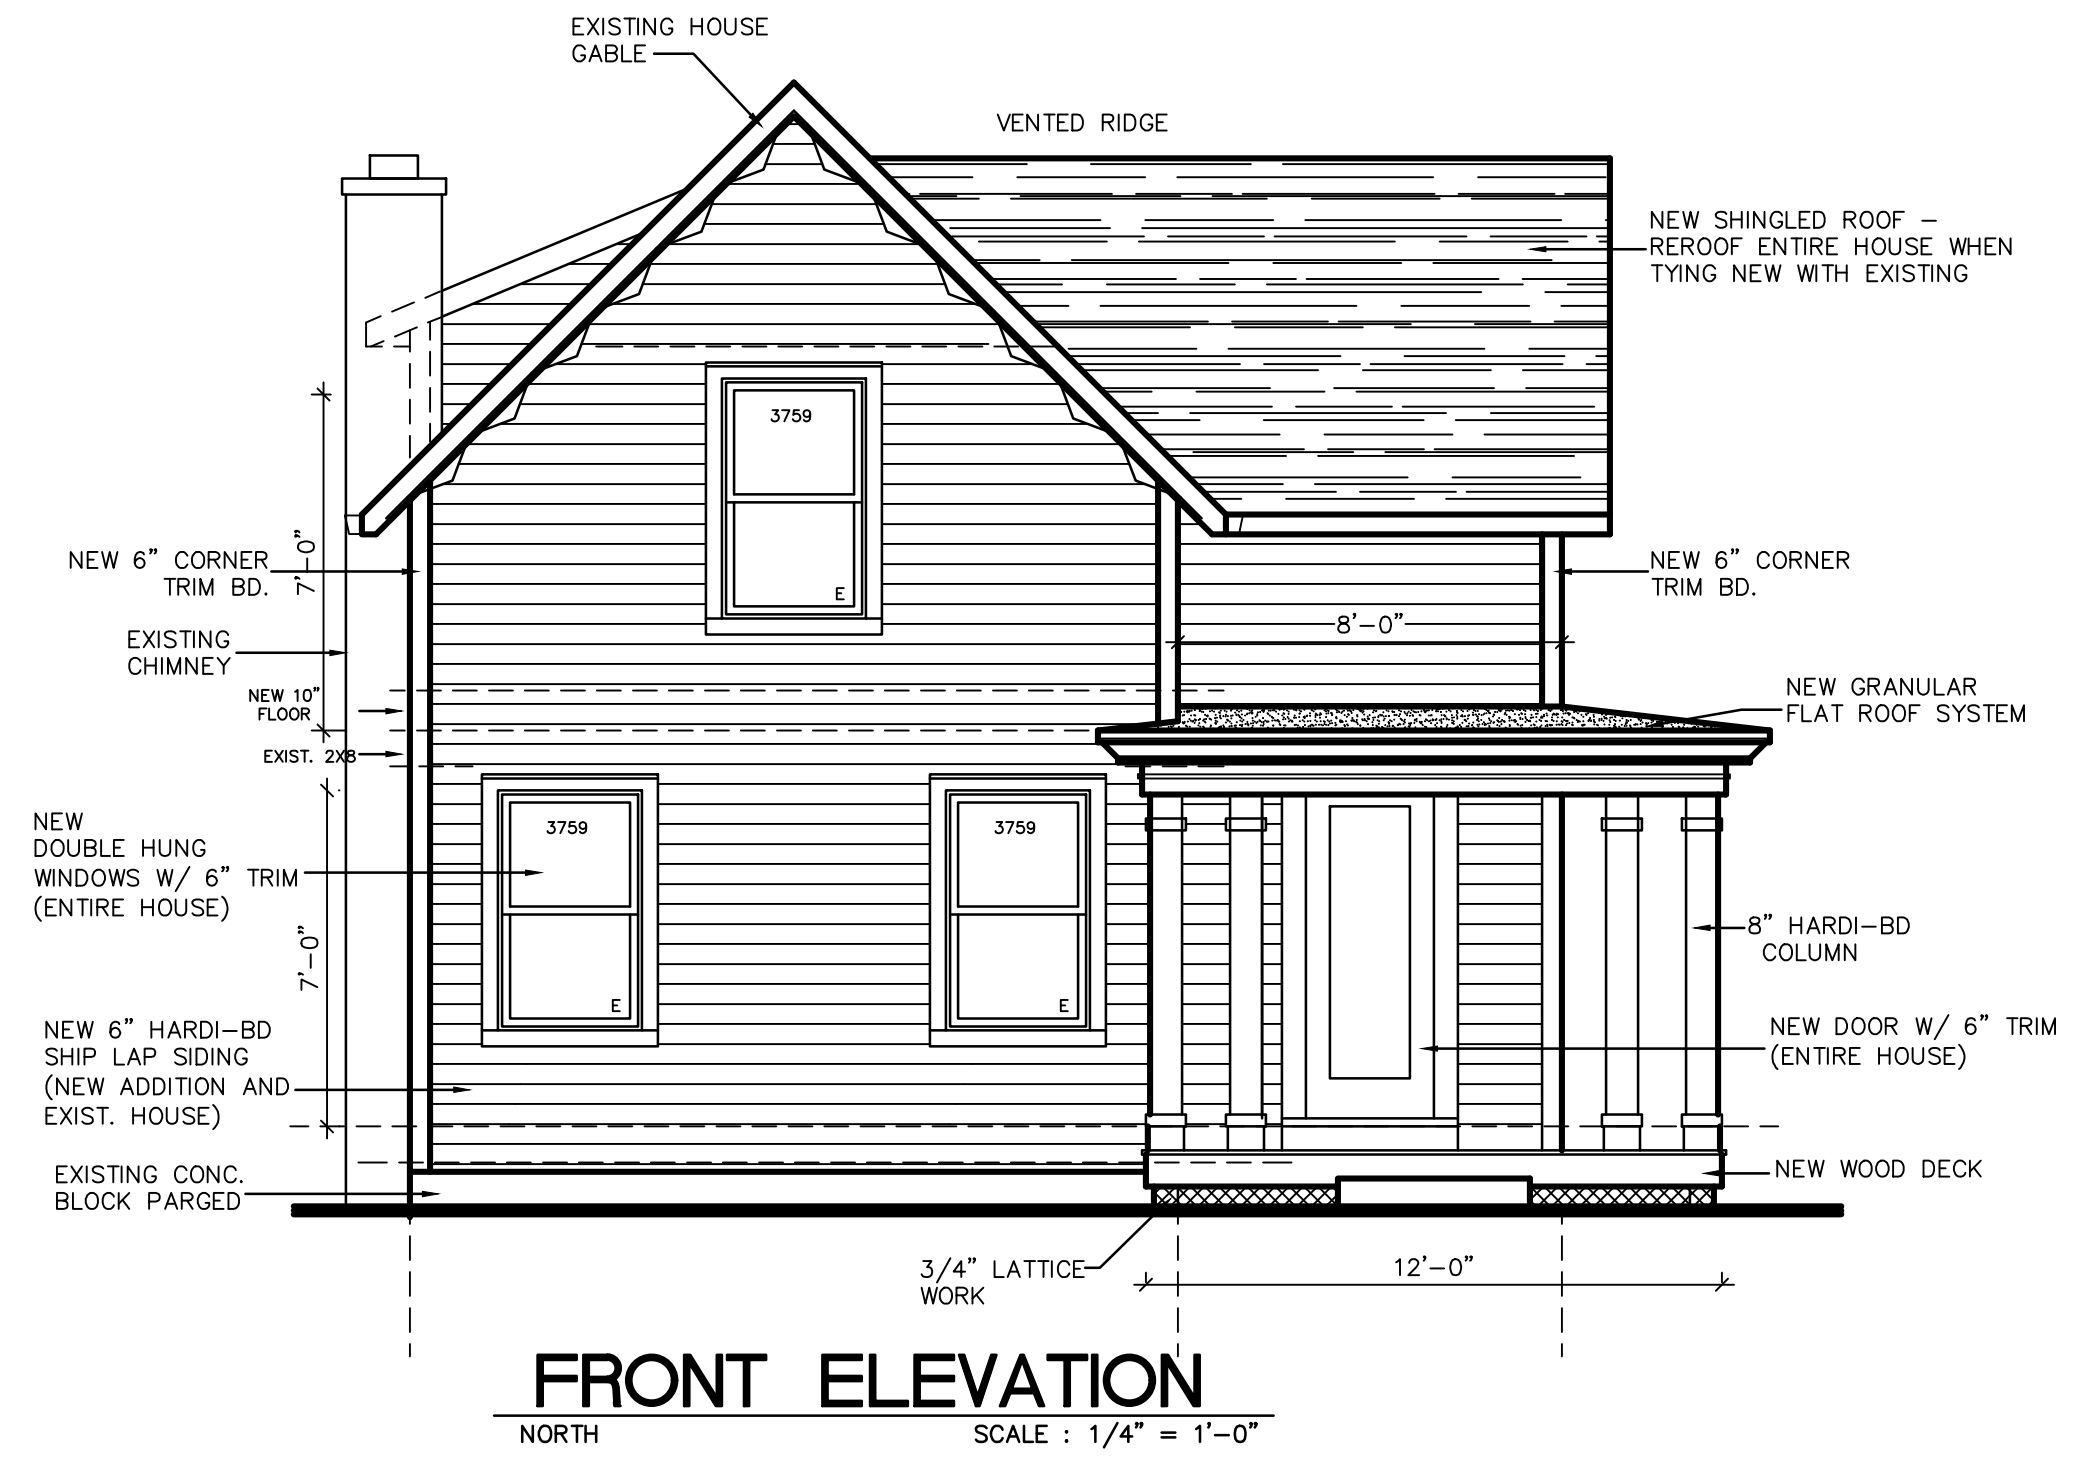 EXISTING HOUSE
GABLE
VENTED RIDGE
NEW SHINGLED ROOF –
REROOF ENTIRE HOUSE WHEN
TYING NEW WITH EXISTING
3759
E
7'–0"
NEW 6" CORNER
TRIM BD.
NEW 6" CORNER
TRIM BD.
8'–0"
EXISTING
CHIMNEY
NEW 10"
FLOOR
EXIST. 2X8
NEW GRANULAR
FLAT ROOF SYSTEM
NEW
DOUBLE HUNG
WINDOWS W/ 6" TRIM
(ENTIRE HOUSE)
3759
E
3759
E
7'–0"
8" HARDI–BD
COLUMN
NEW 6" HARDI–BD
SHIP LAP SIDING
(NEW ADDITION AND
EXIST. HOUSE)
NEW DOOR W/ 6" TRIM
(ENTIRE HOUSE)
EXISTING CONC.
BLOCK PARGED
NEW WOOD DECK
3/4" LATTICE
WORK
12'–0"
FRONT ELEVATION
NORTH
SCALE : 1/4" = 1'–0"